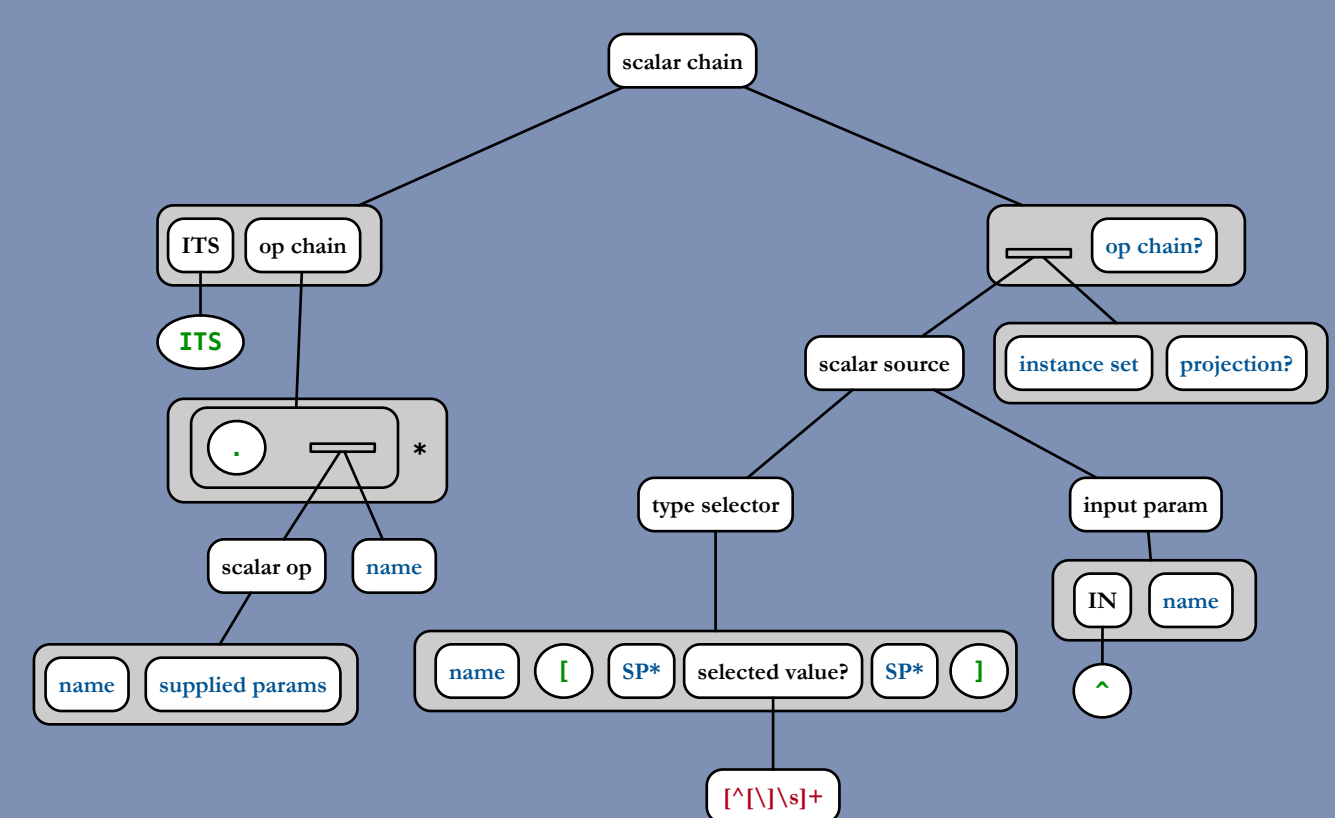 scalar chain
ITS op chain
op chain?
ITS
scalar source
instance set projection?
. *
type selector
input param
scalar op name
IN name
name supplied params
name [ SP* selected value? SP* ]
^
[^[\]\s]+